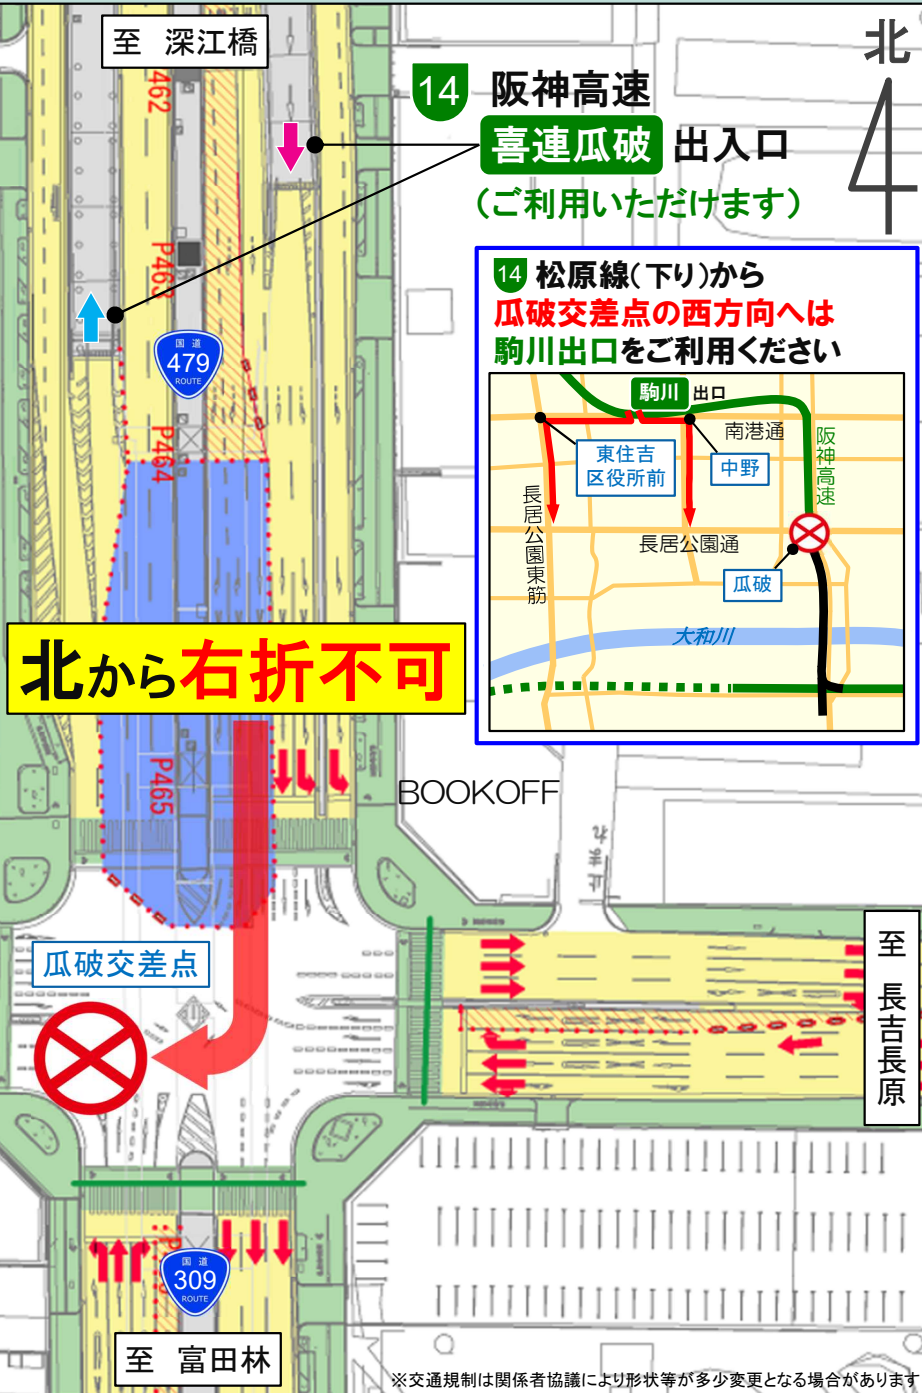 至 深江橋
北
14 阪神高速
喜連瓜破 出入口
(ご利用いただけます)
P462
P463
国道
479
ROUTE
P464
14 松原線(下り)から
瓜破交差点の西方向へは
駒川出口をご利用ください
駒川 出口
南港通
阪神高速
東住吉
区役所前
中野
長居公園東筋
長居公園通
瓜破
大和川
北から右折不可
P465
BOOKOFF
瓜破交差点
至 長吉長原
国道
309
ROUTE
至 富田林
※交通規制は関係者協議により形状等が多少変更となる場合があります